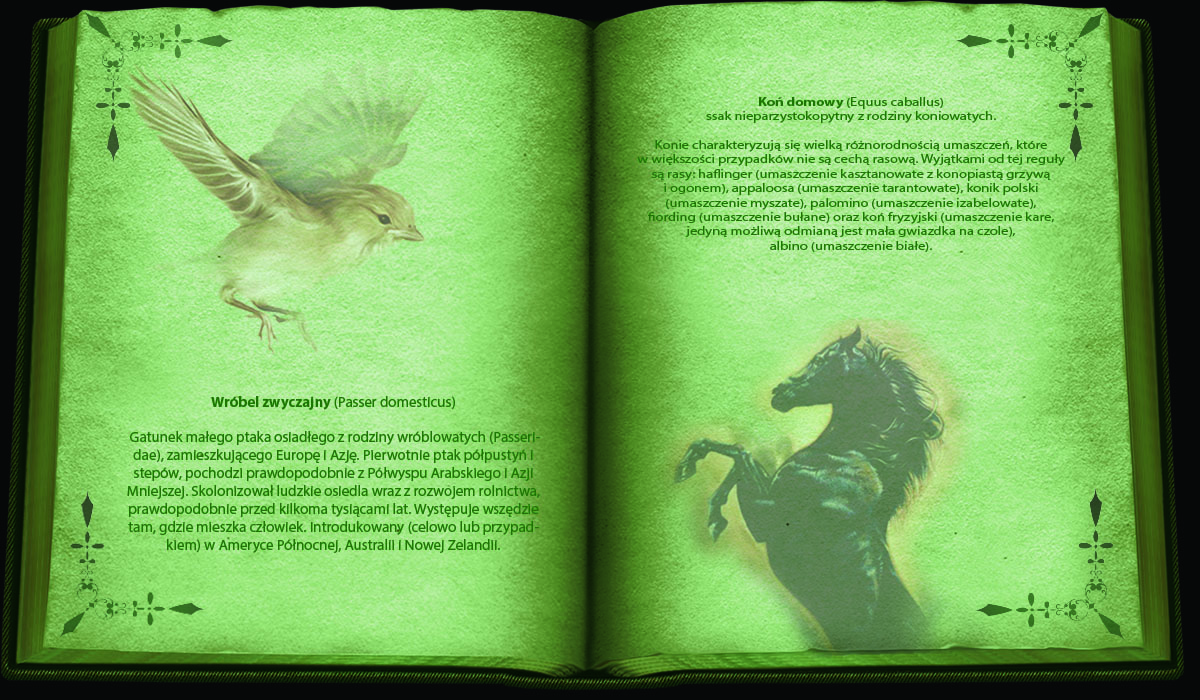 Wróbel zwyczajny (Passer domesticus)
Gatunek małego ptaka osiadłego z rodziny wróblowatych (Passeri-
dae), zamieszkującego Europę i Azję. Pierwotnie ptak półpustyń i
stepów, pochodzi prawdopodobnie z Półwyspu Arabskiego i Azji
Mniejszej. Skolonizował ludzkie osiedla wraz z rozwojem rolnictwa,
prawdopodobnie przed kilkoma tysiącami lat. Występuje wszędzie
tam, gdzie mieszka człowiek. Introdukowany (celowo lub przypad-
kiem) w Ameryce Północnej, Australii i Nowej Zelandii.
Koń domowy (Equus caballus)
ssak nieparzystokopytny z rodziny koniowatych.
Konie charakteryzują się wielką różnorodnością umaszczeń, które
w większości przypadków nie są cechą rasową. Wyjątkami od tej reguły
są rasy: haflinger (umaszczenie kasztanowate z konopiastą grzywą
i ogonem), appaloosa (umaszczenie tarantowate), konik polski
(umaszczenie myszate), palomino (umaszczenie izabelowate),
fiording (umaszczenie bułane) oraz koń fryzyjski (umaszczenie kare,
jedyną możliwą odmianą jest mała gwiazdka na czole),
albino (umaszczenie białe).